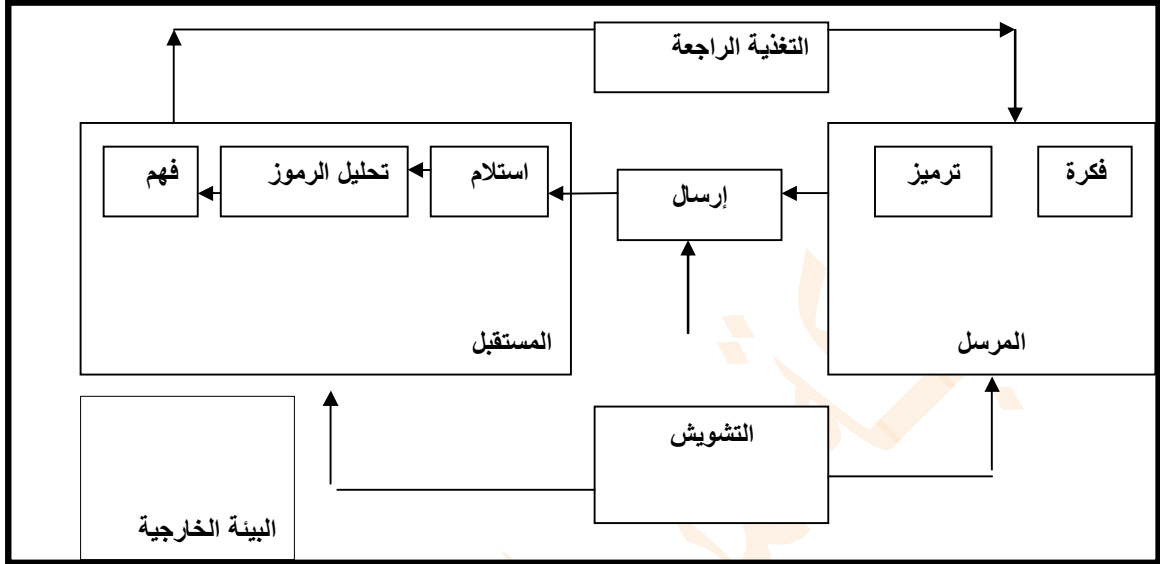 التغذية الراجعة
فكرة
ترميز
إرسال
استلام
تحليل الرموز
فهم
المرسل
المستقبل
التشويش
البيئة الخارجية